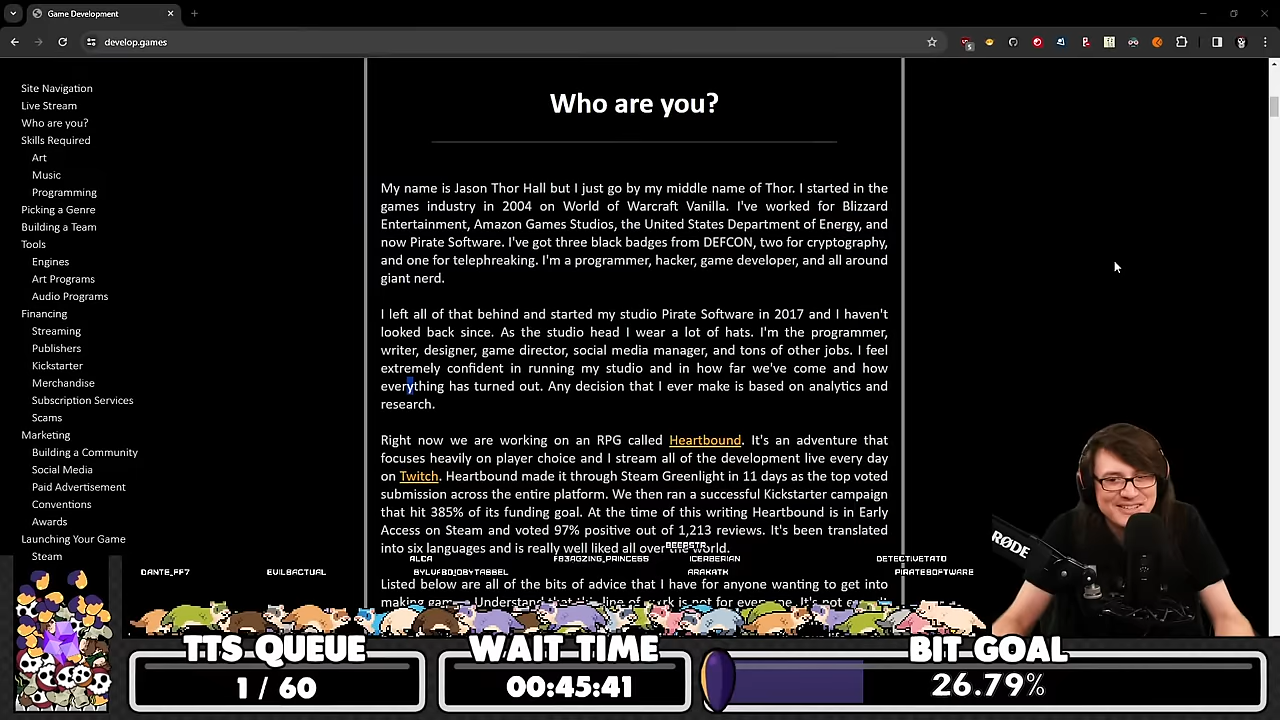 Game Development
develop.games
Site Navigation
Live Stream
Who are you?
Skills Required
Art
Music
Programming
Picking a Genre
Building a Team
Tools
Engines
Art Programs
Audio Programs
Financing
Streaming
Publishers
Kickstarter
Merchandise
Subscription Services
Scams
Marketing
Building a Community
Social Media
Paid Advertisement
Conventions
Awards
Launching Your Game
Steam
Who are you?
My name is Jason Thor Hall but I just go by my middle name of Thor. I started in the
games industry in 2004 on World of Warcraft Vanilla. I've worked for Blizzard
Entertainment, Amazon Games Studios, the United States Department of Energy, and
now Pirate Software. I've got three black badges from DEFCON, two for cryptography,
and one for telephreaking. I'm a programmer, hacker, game developer, and all around
giant nerd.
I left all of that behind and started my studio Pirate Software in 2017 and I haven't
looked back since. As the studio head I wear a lot of hats. I'm the programmer,
writer, designer, game director, social media manager, and tons of other jobs. I feel
extremely confident in running my studio and in how far we've come and how
everything has turned out. Any decision that I ever make is based on analytics and
research.
Right now we are working on an RPG called Heartbound. It's an adventure that
focuses heavily on player choice and I stream all of the development live every day
on Twitch. Heartbound made it through Steam Greenlight in 11 days as the top voted
submission across the entire platform. We then ran a successful Kickstarter campaign
that hit 385% of its funding goal. At the time of this writing Heartbound is in Early
Access on Steam and voted 97% positive out of 1,213 reviews. It's been translated
into six languages and is really well liked all over the world.
Listed below are all of the bits of advice that I have for anyone wanting to get into
RØDE
ALCA
ICEBERIAN
DETECTIVETATO
DANTE_FF7
EVILBACTUAL
ARAKATH
PIRATESOFTWARE
TTS QUEUE
1 / 60
WAIT TIME
00:45:41
BIT GOAL
26.79%